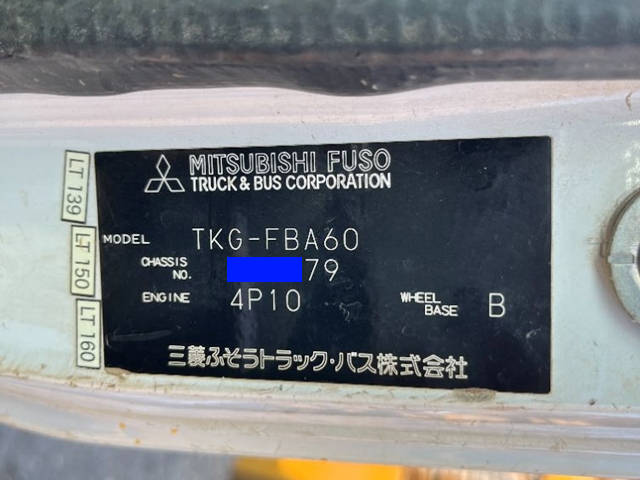 MITSUBISHI FUSO
TRUCK & BUS CORPORATION
MODEL TKG-FBA60
CHASSIS NO. 79
ENGINE 4P10 WHEEL BASE B
三菱ふそうトラック・バス株式会社
LT 139
LT 150
LT 160